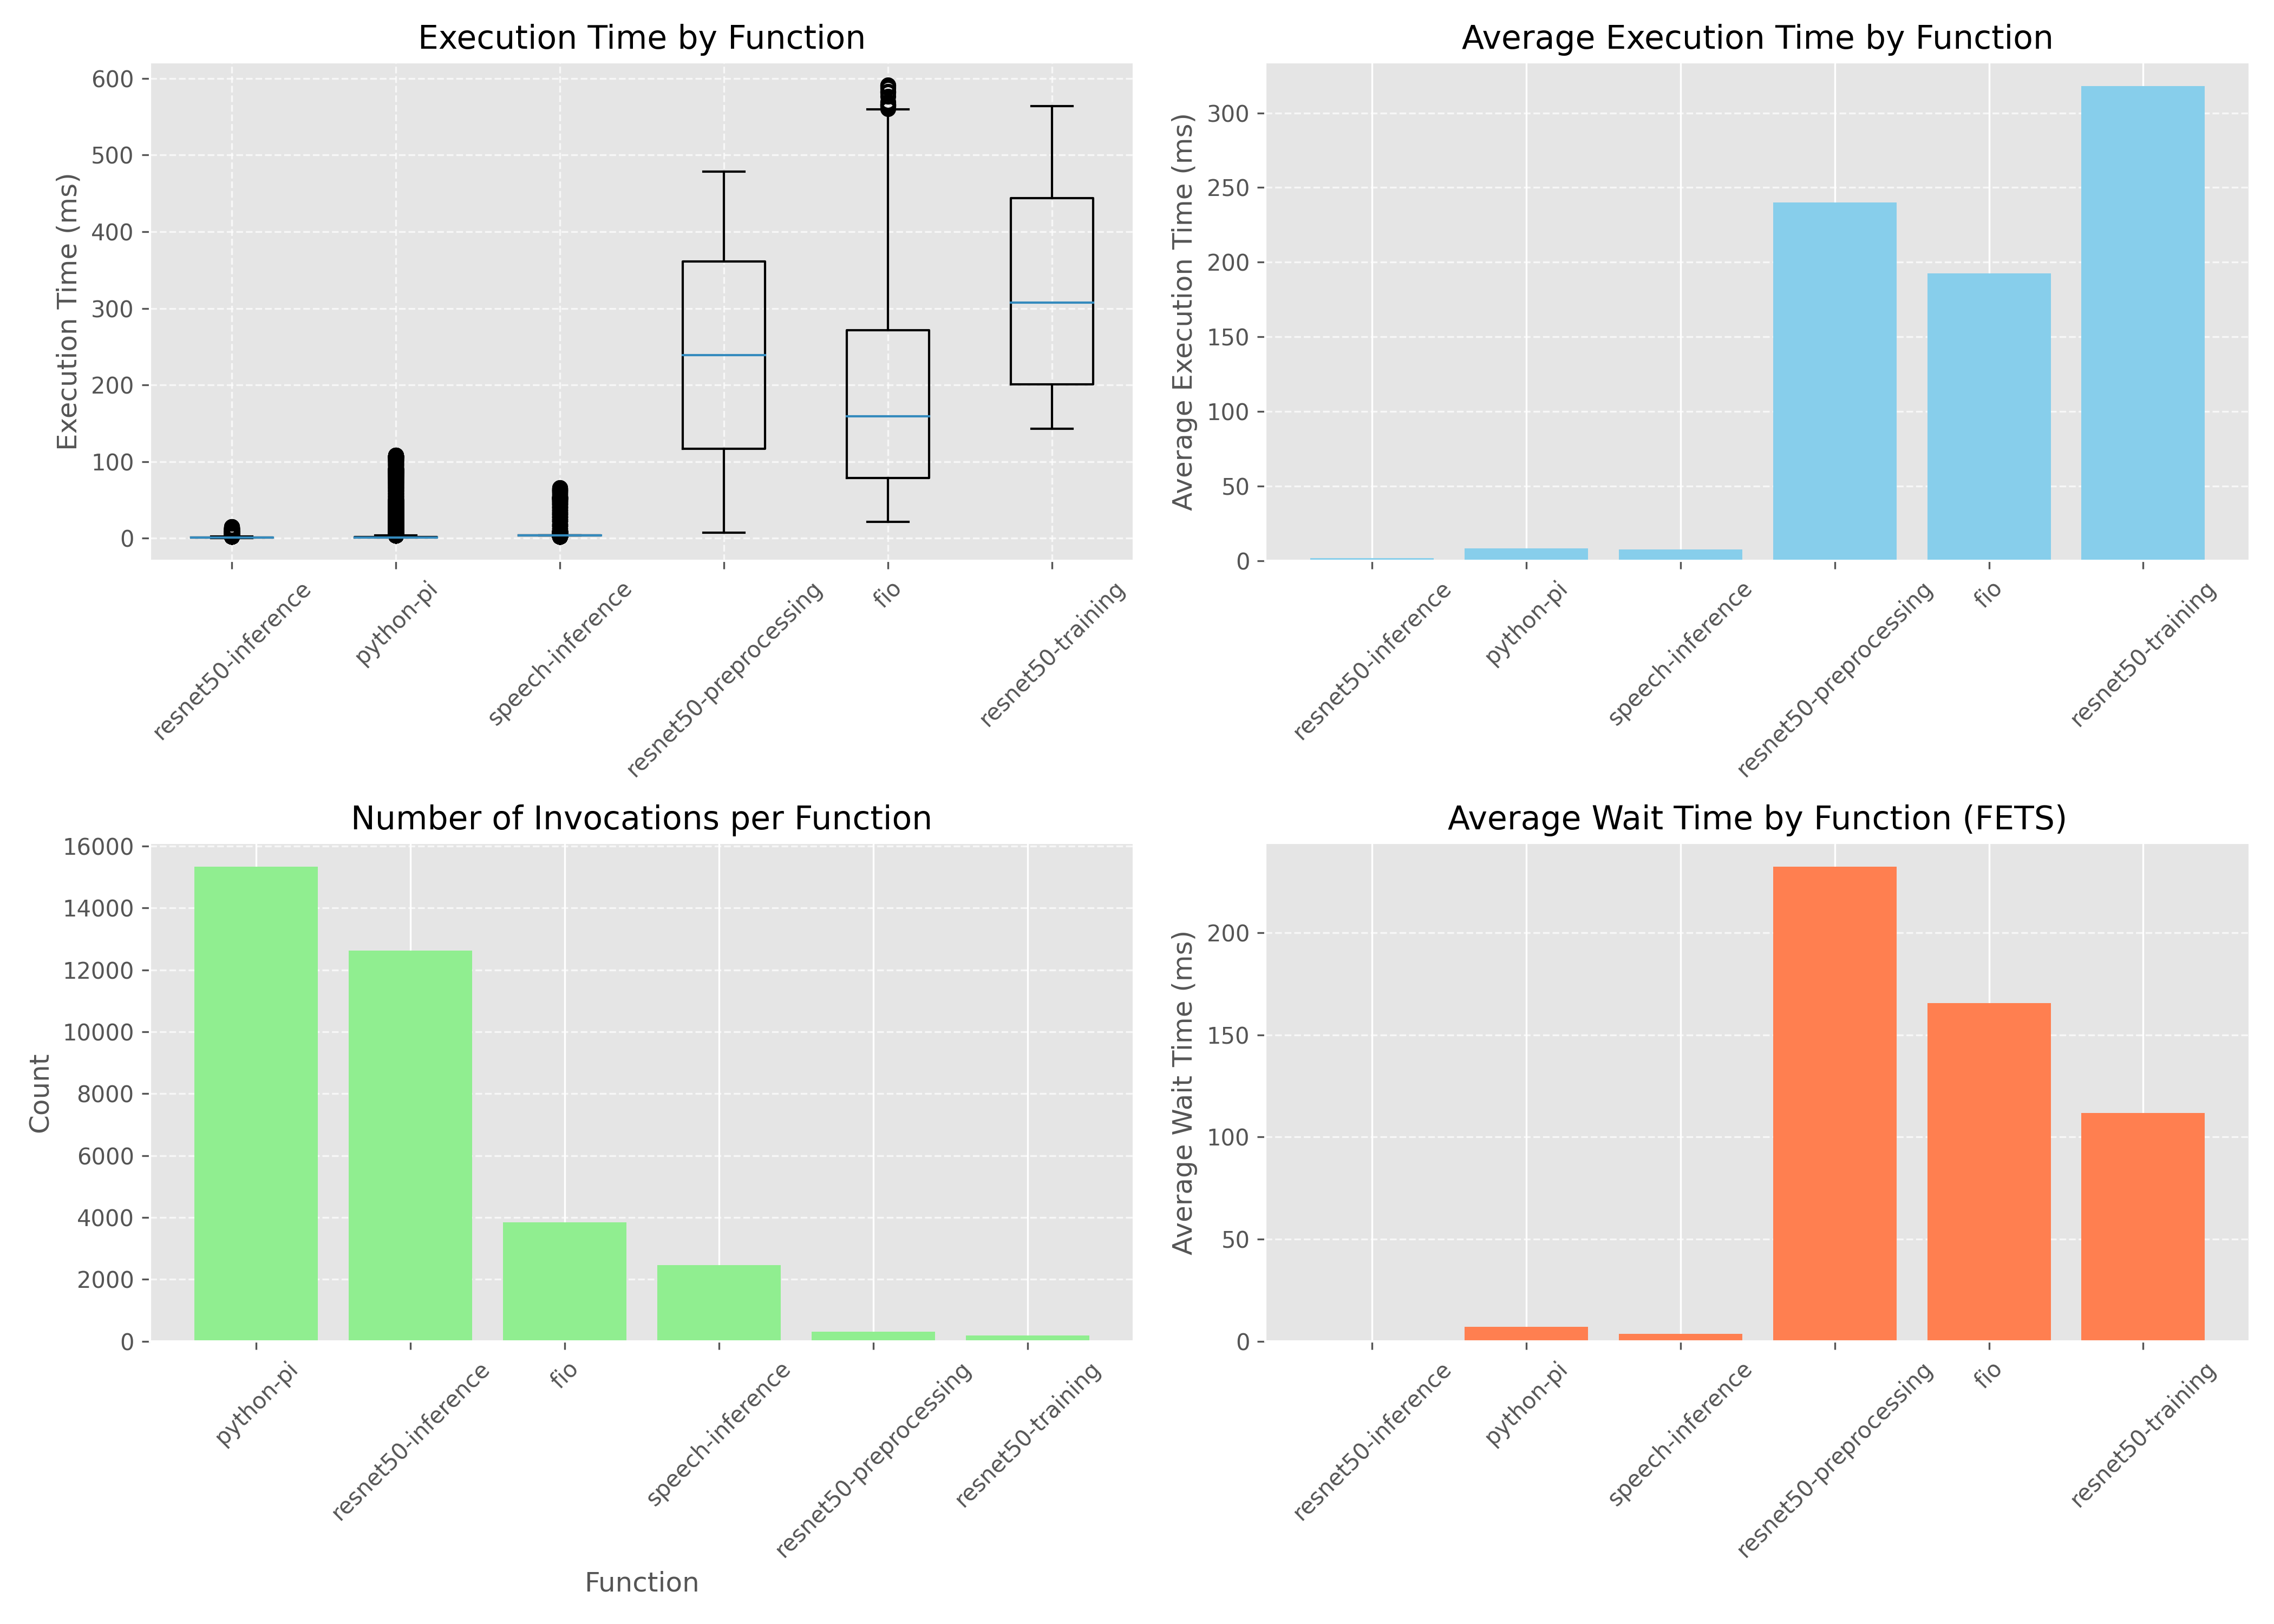 Execution Time by Function
Execution Time (ms)
600
500
400
300
200
100
0
resnet50-inference
python-pi
speech-inference
resnet50-preprocessing
fio
resnet50-training
Average Execution Time by Function
Average Execution Time (ms)
300
250
200
150
100
50
0
resnet50-inference
python-pi
speech-inference
resnet50-preprocessing
fio
resnet50-training
Number of Invocations per Function
Count
16000
14000
12000
10000
8000
6000
4000
2000
0
python-pi
resnet50-inference
fio
speech-inference
resnet50-preprocessing
resnet50-training
Function
Average Wait Time by Function (FETS)
Average Wait Time (ms)
200
150
100
50
0
resnet50-inference
python-pi
speech-inference
resnet50-preprocessing
fio
resnet50-training